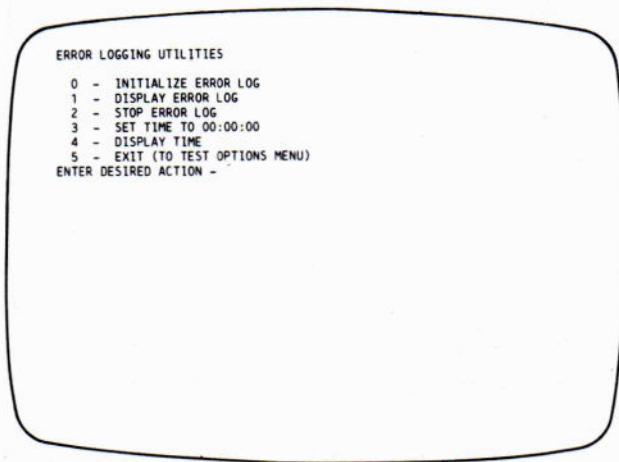 ERROR LOGGING UTILITIES
0 - INITIALIZE ERROR LOG
1 - DISPLAY ERROR LOG
2 - STOP ERROR LOG
3 - SET TIME TO 00:00:00
4 - DISPLAY TIME
5 - EXIT (TO TEST OPTIONS MENU)
ENTER DESIRED ACTION -